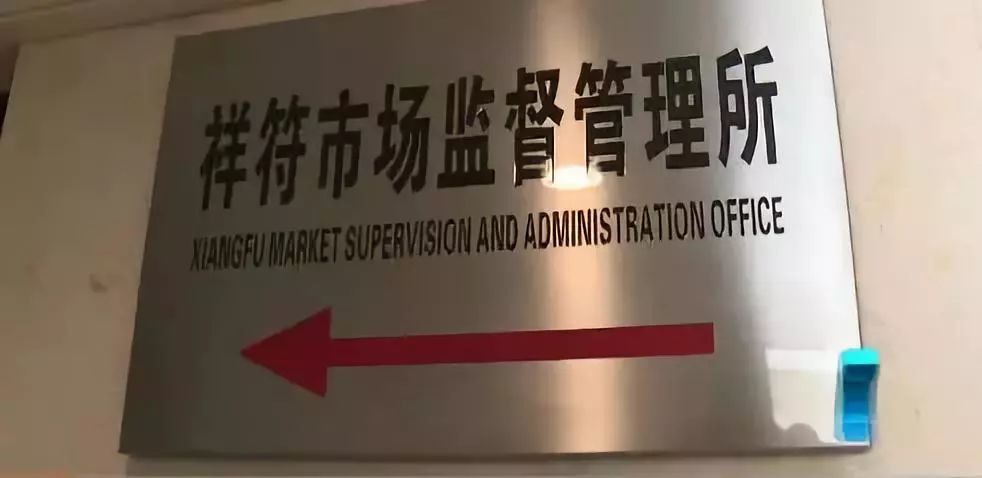 祥符市场监督管理所
XIANGFU MARKET SUPERVISION AND ADMINISTRATION OFFICE